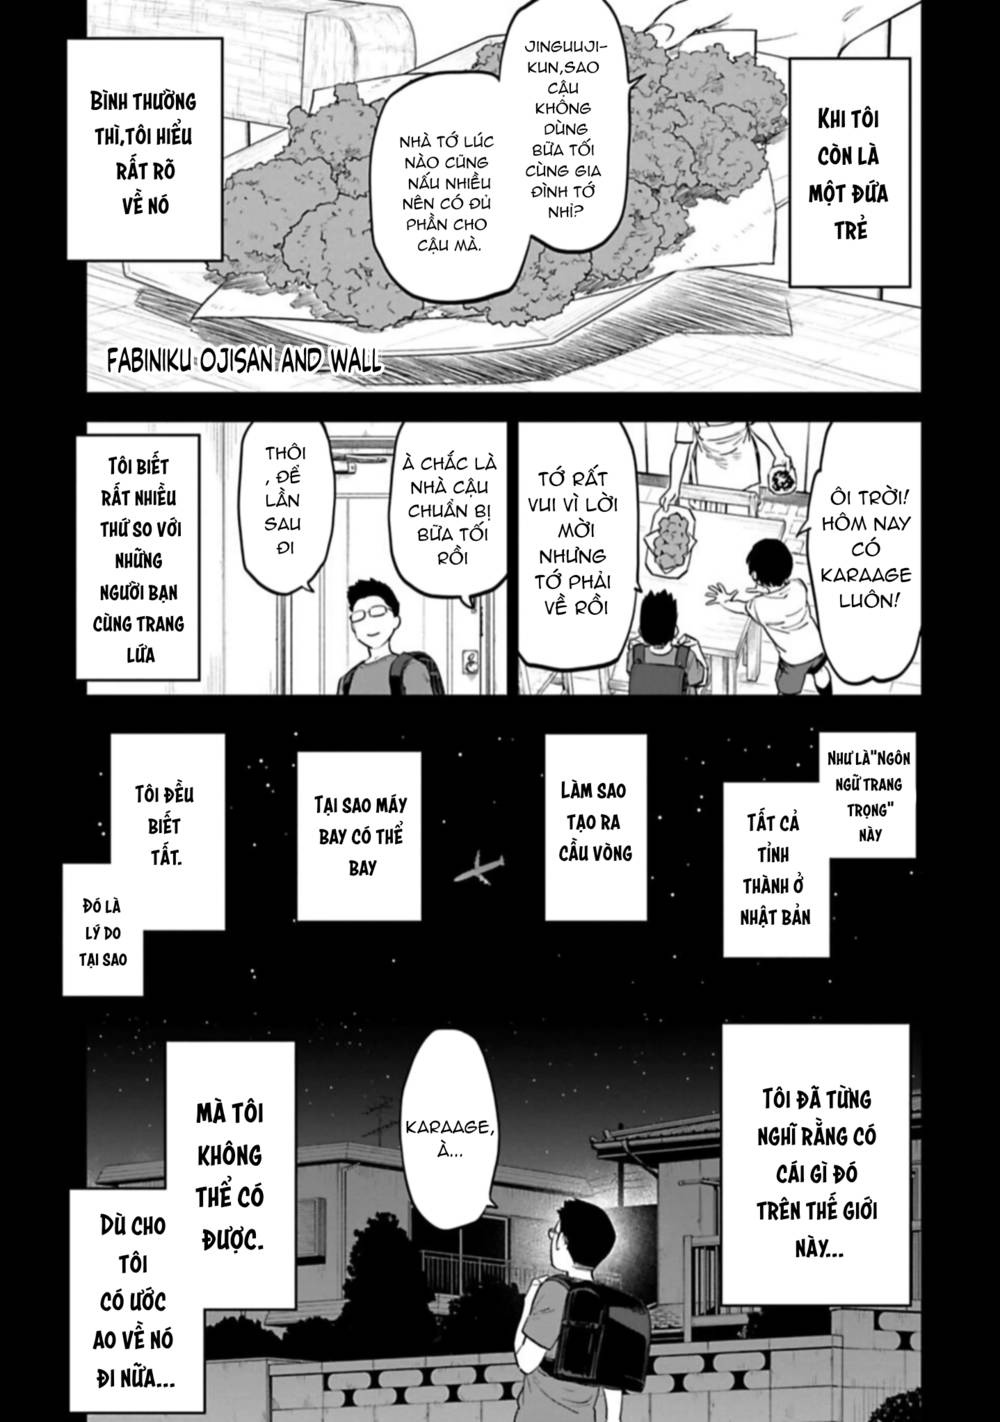 KHI TÔI
CÒN LÀ
MỘT ĐỨA
TRẺ
JINGUUJI-
KUN,SAO
CẬU
KHÔNG
DÙNG
BỮA TỐI
CÙNG GIA
ĐÌNH TỚ
NHỈ?
NHÀ TỚ LÚC
NÀO CŨNG
NẤU NHIỀU
NÊN CÓ ĐỦ
PHẦN CHO
CẬU MÀ.
BÌNH THƯỜNG
THÌ,TÔI HIỂU
RẤT RÕ
VỀ NÓ
FABINIKU OJISAN AND WALL
ÔI TRỜI!
HÔM NAY
CÓ
KARAAGE
LUÔN!
TỚ RẤT
VUI VÌ LỜI
MỜI
NHƯNG
TỚ PHẢI
VỀ RỒI
À CHẮC LÀ
NHÀ CẬU
CHUẨN BỊ
BỮA TỐI
RỒI
THÔI
, ĐỂ
LẦN
SAU
ĐI
TÔI BIẾT
RẤT NHIỀU
THỨ SO VỚI
NHỮNG
NGƯỜI BẠN
CÙNG TRANG
LỨA
NHƯ LÀ"NGÔN
NGỮ TRANG
TRỌNG"
NÀY
TẤT CẢ
TỈNH
THÀNH Ở
NHẬT BẢN
LÀM SAO
TẠO RA
CẦU VÒNG
TẠI SAO MÁY
BAY CÓ THỂ
BAY
TÔI ĐỀU
BIẾT
TẤT.
ĐÓ LÀ
LÝ DO
TẠI SAO
TÔI ĐÃ TỪNG
NGHĨ RẰNG CÓ
CÁI GÌ ĐÓ
TRÊN THẾ GIỚI
NÀY...
KARAAGE,
À...
MÀ TÔI
KHÔNG
THỂ CÓ
ĐƯỢC.
DÙ CHO
TÔI
CÓ ƯỚC
AO VỀ NÓ
ĐI NỮA...